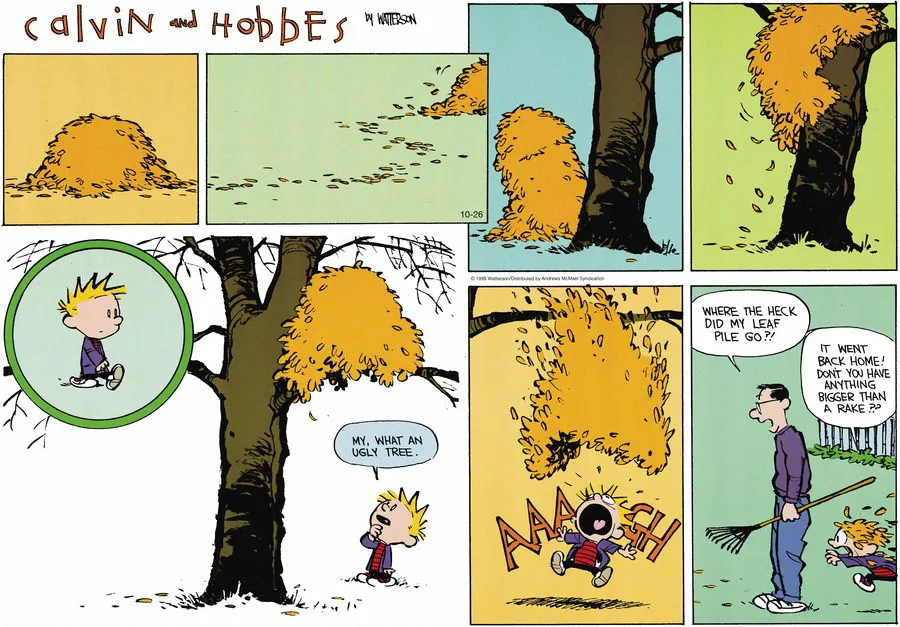 CALVIN AND HOBBES
BY WATTERSON
10-26
© 1995 Watterson/Distributed by Andrews McMeel Syndication
MY, WHAT AN
UGLY TREE.
AAAUGH
WHERE THE HECK
DID MY LEAF
PILE GO?!
IT WENT
BACK HOME!
DON'T YOU HAVE
ANYTHING
BIGGER THAN
A RAKE??